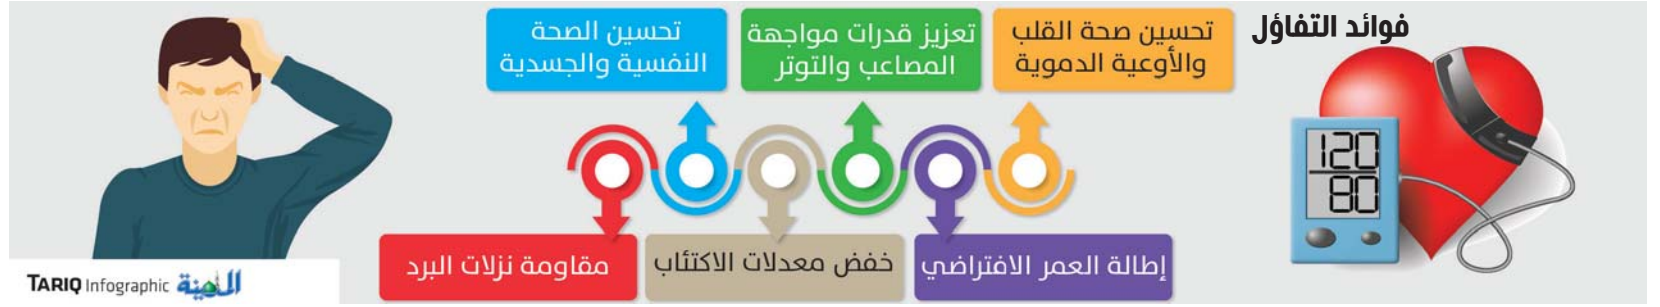 فوائد التفاؤل
تحسين صحة القلب
والأوعية الدموية
تعزيز قدرات مواجهة
المصاعب والتوتر
تحسين الصحة
النفسية والجسدية
إطالة العمر الافتراضي
خفض معدلات الاكتئاب
مقاومة نزلات البرد
120
80
TARIQ Infographic المدينة